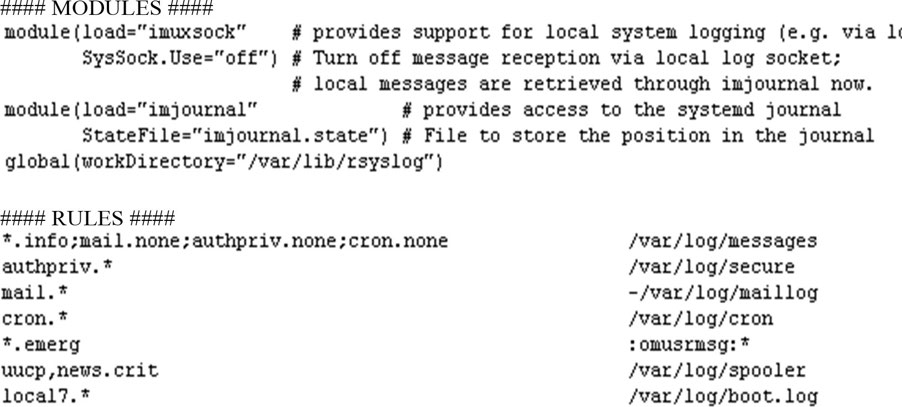 #### MODULES ####
module(load="imuxsock" # provides support for local system logging (e.g. via
SysSock.Use="off") # Turn off message reception via local log socket;
# local messages are retrieved through imjournal now.
module(load="imjournal" # provides access to the systemd journal
StateFile="imjournal.state") # File to store the position in the journal
global(workDirectory="/var/lib/rsyslog")
#### RULES ####
*.info;mail.none;authpriv.none;cron.none /var/log/messages
authpriv.* /var/log/secure
mail.* -/var/log/maillog
cron.* /var/log/cron
*.emerg :omusrmsg:*
uucp,news.crit /var/log/spooler
local7.* /var/log/boot.log